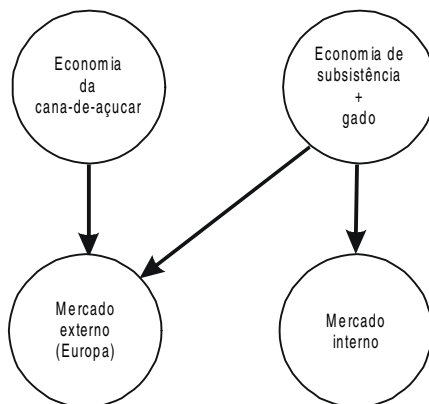 Economia
da
cana-de-açucar
Economia de
subsistência
+
gado
Mercado
externo
(Europa)
Mercado
interno